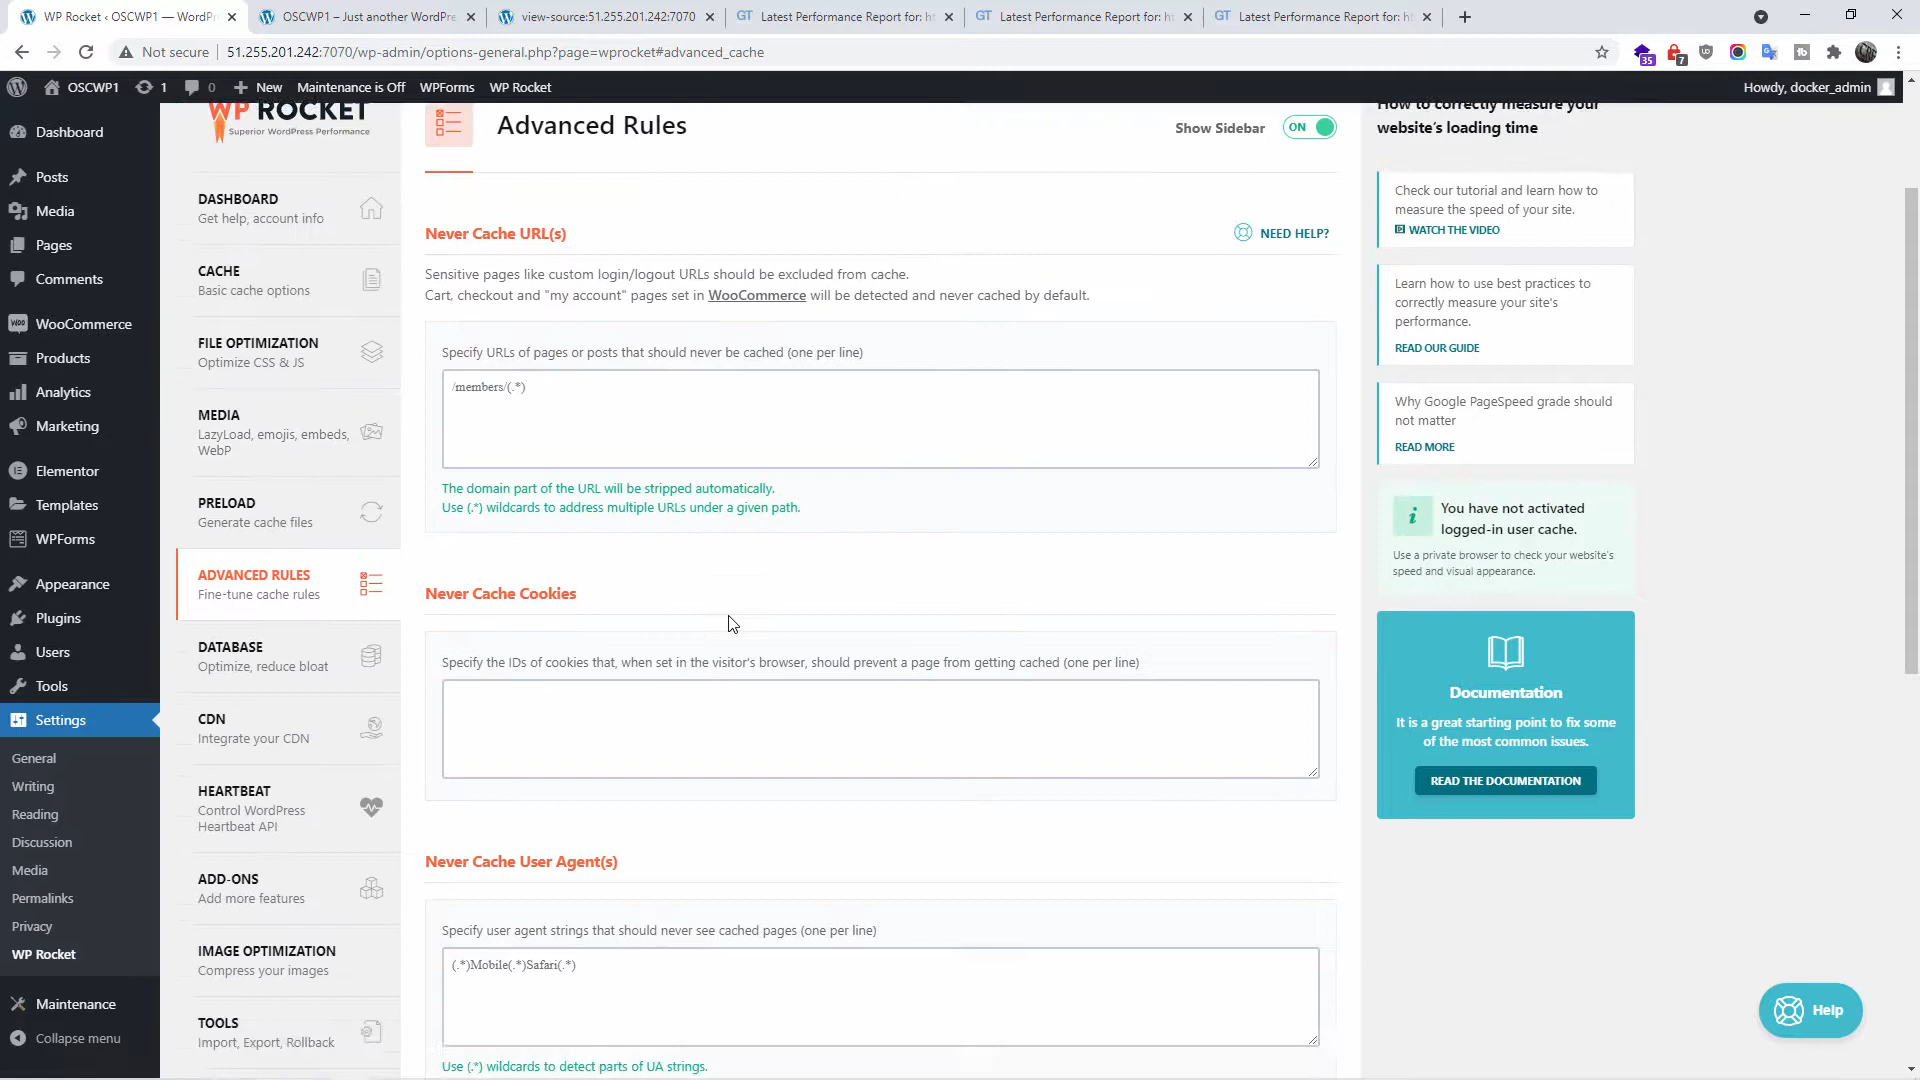 WP Rocket ‹ OSCWP1 — WordPr
OSCWP1 – Just another WordPre
view-source:51.255.201.242:7070
GT Latest Performance Report for: ht
GT Latest Performance Report for: ht
GT Latest Performance Report for: ht
Not secure
51.255.201.242:7070/wp-admin/options-general.php?page=wprocket#advanced_cache
35
7
OSCWP1
1
0
New
Maintenance is Off
WPForms
WP Rocket
Howdy, docker_admin
Dashboard
Posts
Media
Pages
Comments
WooCommerce
Products
Analytics
Marketing
Elementor
Templates
WPForms
Appearance
Plugins
Users
Tools
Settings
General
Writing
Reading
Discussion
Media
Permalinks
Privacy
WP Rocket
Maintenance
Collapse menu
WP ROCKET
Superior WordPress Performance
DASHBOARD
Get help, account info
CACHE
Basic cache options
FILE OPTIMIZATION
Optimize CSS & JS
MEDIA
LazyLoad, emojis, embeds,
WebP
PRELOAD
Generate cache files
ADVANCED RULES
Fine-tune cache rules
DATABASE
Optimize, reduce bloat
CDN
Integrate your CDN
HEARTBEAT
Control WordPress
Heartbeat API
ADD-ONS
Add more features
IMAGE OPTIMIZATION
Compress your images
TOOLS
Import, Export, Rollback
Advanced Rules
Show Sidebar
ON
Never Cache URL(s)
NEED HELP?
Sensitive pages like custom login/logout URLs should be excluded from cache.
Cart, checkout and "my account" pages set in WooCommerce will be detected and never cached by default.
Specify URLs of pages or posts that should never be cached (one per line)
/members/(.*)
The domain part of the URL will be stripped automatically.
Use (.*) wildcards to address multiple URLs under a given path.
Never Cache Cookies
Specify the IDs of cookies that, when set in the visitor's browser, should prevent a page from getting cached (one per line)
Never Cache User Agent(s)
Specify user agent strings that should never see cached pages (one per line)
(.*)Mobile(.*)Safari(.*)
Use (.*) wildcards to detect parts of UA strings.
How to correctly measure your
website's loading time
Check our tutorial and learn how to
measure the speed of your site.
WATCH THE VIDEO
Learn how to use best practices to
correctly measure your site's
performance.
READ OUR GUIDE
Why Google PageSpeed grade should
not matter
READ MORE
i
You have not activated
logged-in user cache.
Use a private browser to check your website's
speed and visual appearance.
Documentation
It is a great starting point to fix some
of the most common issues.
READ THE DOCUMENTATION
Help